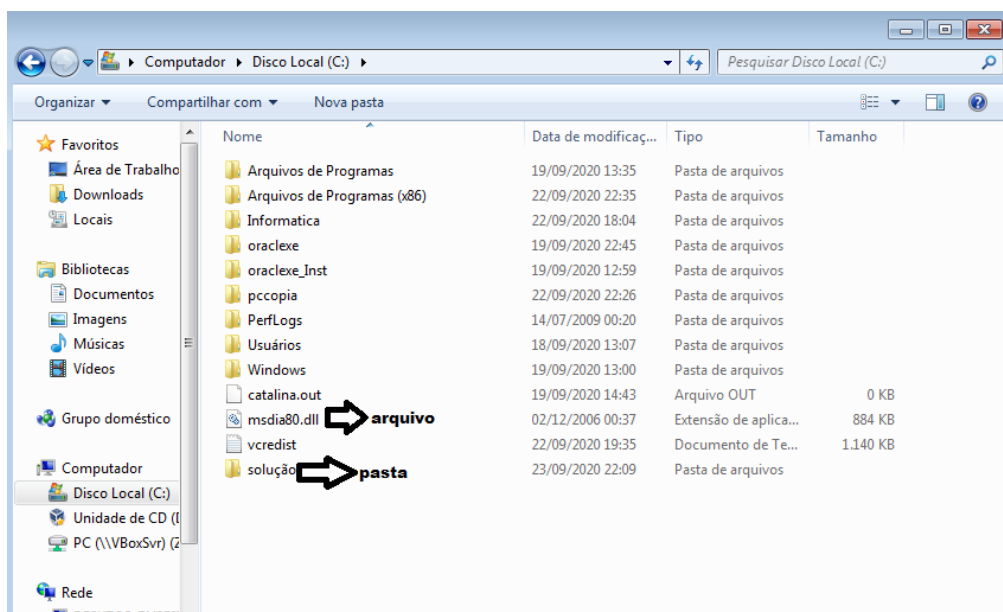 Computador Disco Local (C:)
Pesquisar Disco Local (C:)
Organizar Compartilhar com Nova pasta
Favoritos
Área de Trabalho
Downloads
Locais
Bibliotecas
Documentos
Imagens
Músicas
Vídeos
Grupo doméstico
Computador
Disco Local (C:)
Unidade de CD (
PC (\\VBoxSvr) (Z
Rede
Nome Data de modificaç... Tipo Tamanho
Arquivos de Programas 19/09/2020 13:35 Pasta de arquivos
Arquivos de Programas (x86) 22/09/2020 22:35 Pasta de arquivos
Informatica 22/09/2020 18:04 Pasta de arquivos
oraclexe 19/09/2020 22:45 Pasta de arquivos
oraclexe_Inst 19/09/2020 12:59 Pasta de arquivos
pccopia 22/09/2020 22:26 Pasta de arquivos
PerfLogs 14/07/2009 00:20 Pasta de arquivos
Usuários 18/09/2020 13:07 Pasta de arquivos
Windows 19/09/2020 13:00 Pasta de arquivos
catalina.out 19/09/2020 14:43 Arquivo OUT 0 KB
msdia80.dll arquivo 02/12/2006 00:37 Extensão de aplica... 884 KB
vcredist 22/09/2020 19:35 Documento de Te... 1.140 KB
solução pasta 23/09/2020 22:09 Pasta de arquivos